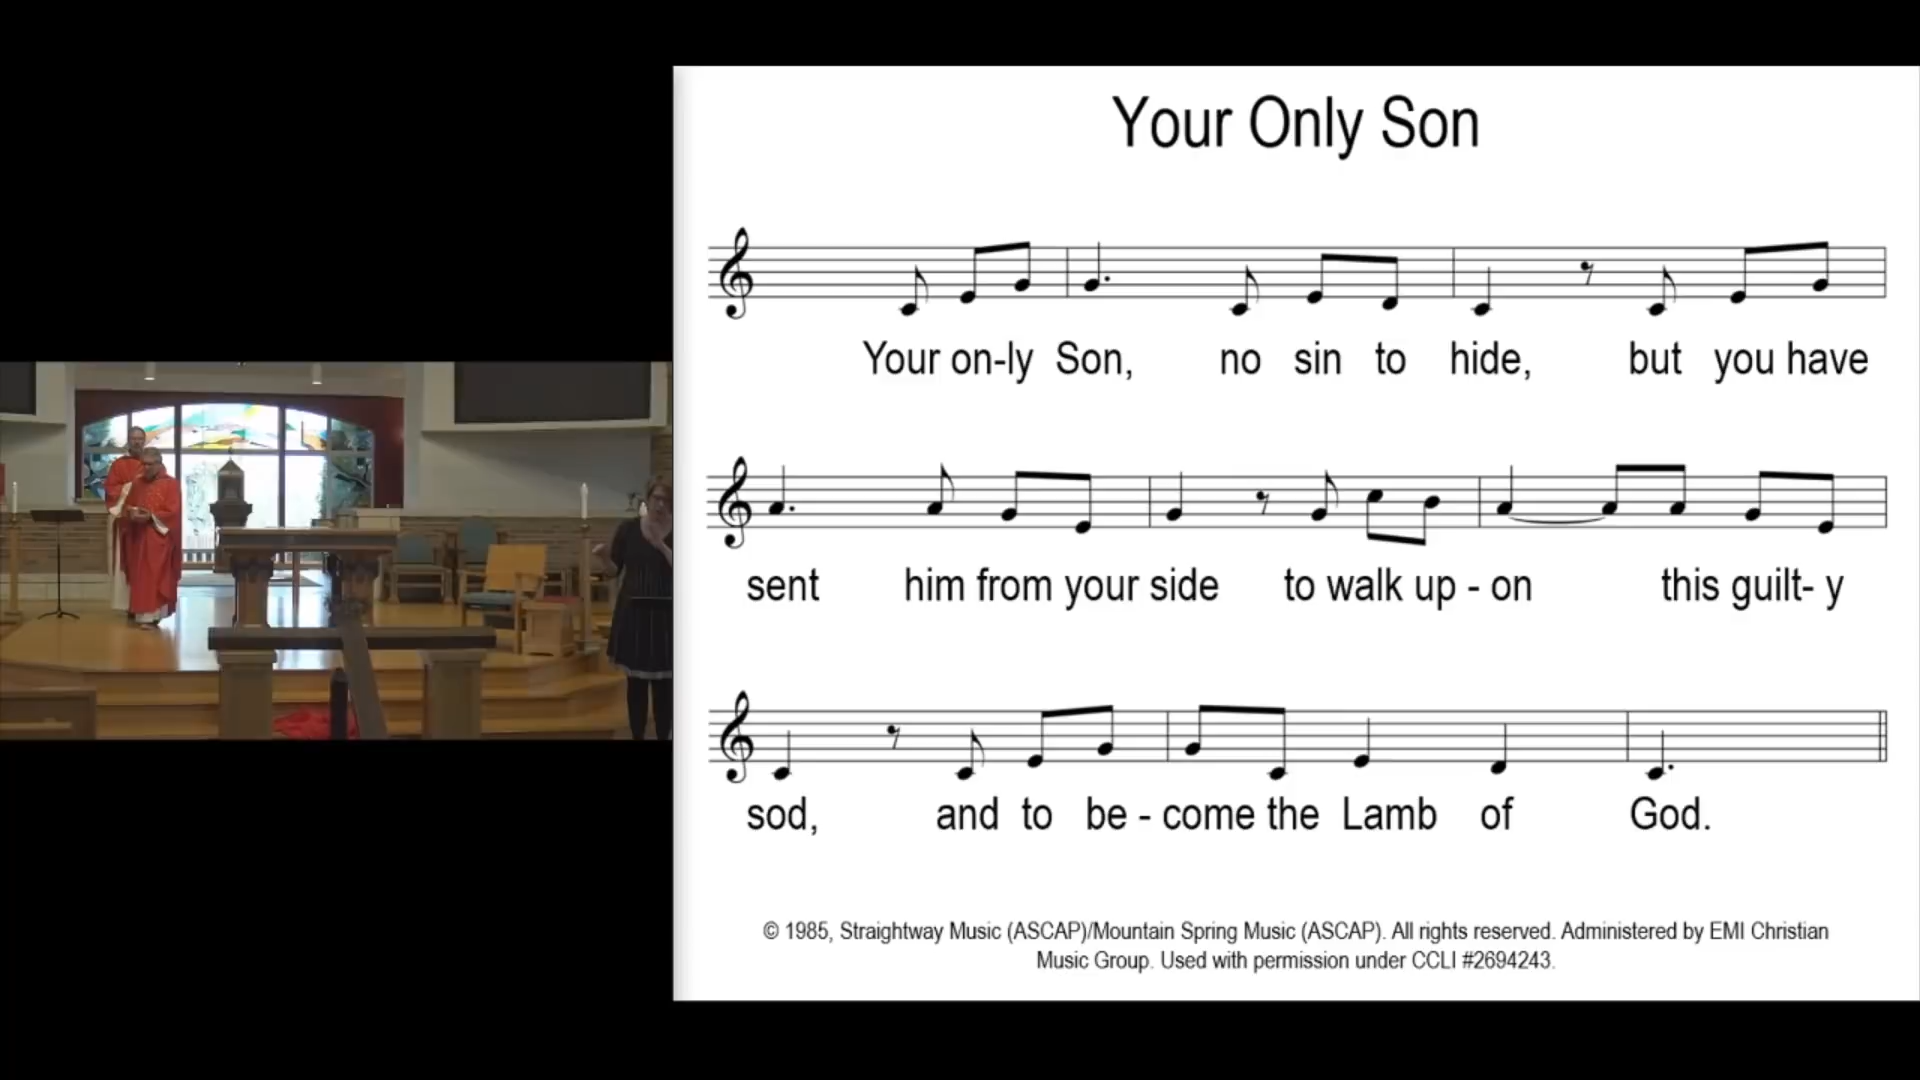 Your Only Son
Your on-ly Son, no sin to hide, but you have
sent him from your side to walk up - on this guilt- y
sod, and to be - come the Lamb of God.
© 1985, Straightway Music (ASCAP)/Mountain Spring Music (ASCAP). All rights reserved. Administered by EMI Christian
Music Group. Used with permission under CCLI #2694243.